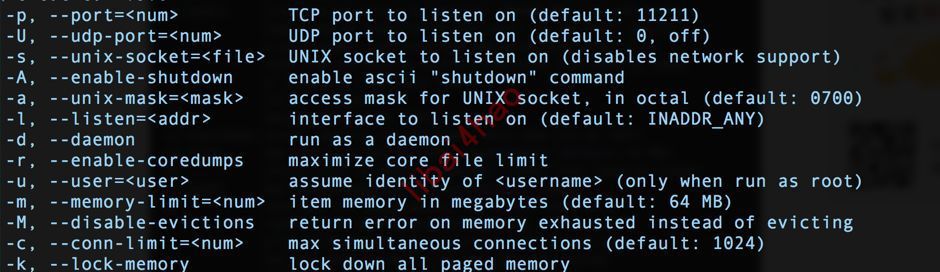 -p, --port=<num>          TCP port to listen on (default: 11211)
-U, --udp-port=<num>      UDP port to listen on (default: 0, off)
-s, --unix-socket=<file>  UNIX socket to listen on (disables network support)
-A, --enable-shutdown     enable ascii "shutdown" command
-a, --unix-mask=<mask>    access mask for UNIX socket, in octal (default: 0700)
-l, --listen=<addr>       interface to listen on (default: INADDR_ANY)
-d, --daemon              run as a daemon
-r, --enable-coredumps    maximize core file limit
-u, --user=<user>         assume identity of <username> (only when run as root)
-m, --memory-limit=<num>  item memory in megabytes (default: 64 MB)
-M, --disable-evictions   return error on memory exhausted instead of evicting
-c, --conn-limit=<num>    max simultaneous connections (default: 1024)
-k, --lock-memory         lock down all paged memory